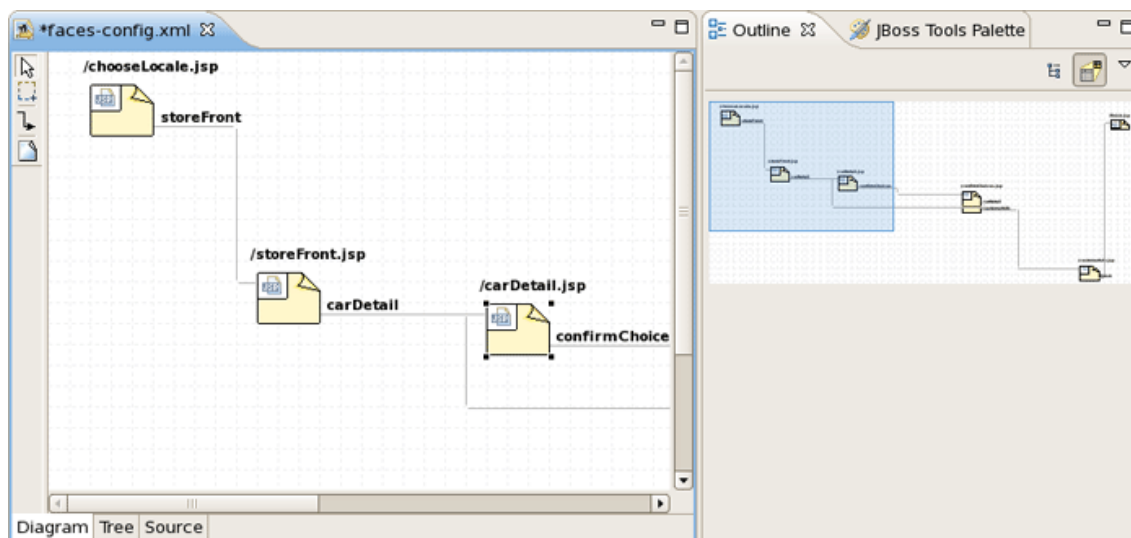 *faces-config.xml
Outline
JBoss Tools Palette
/chooseLocale.jsp
storeFront
/storeFront.jsp
carDetail
/carDetail.jsp
confirmChoice
Diagram Tree Source